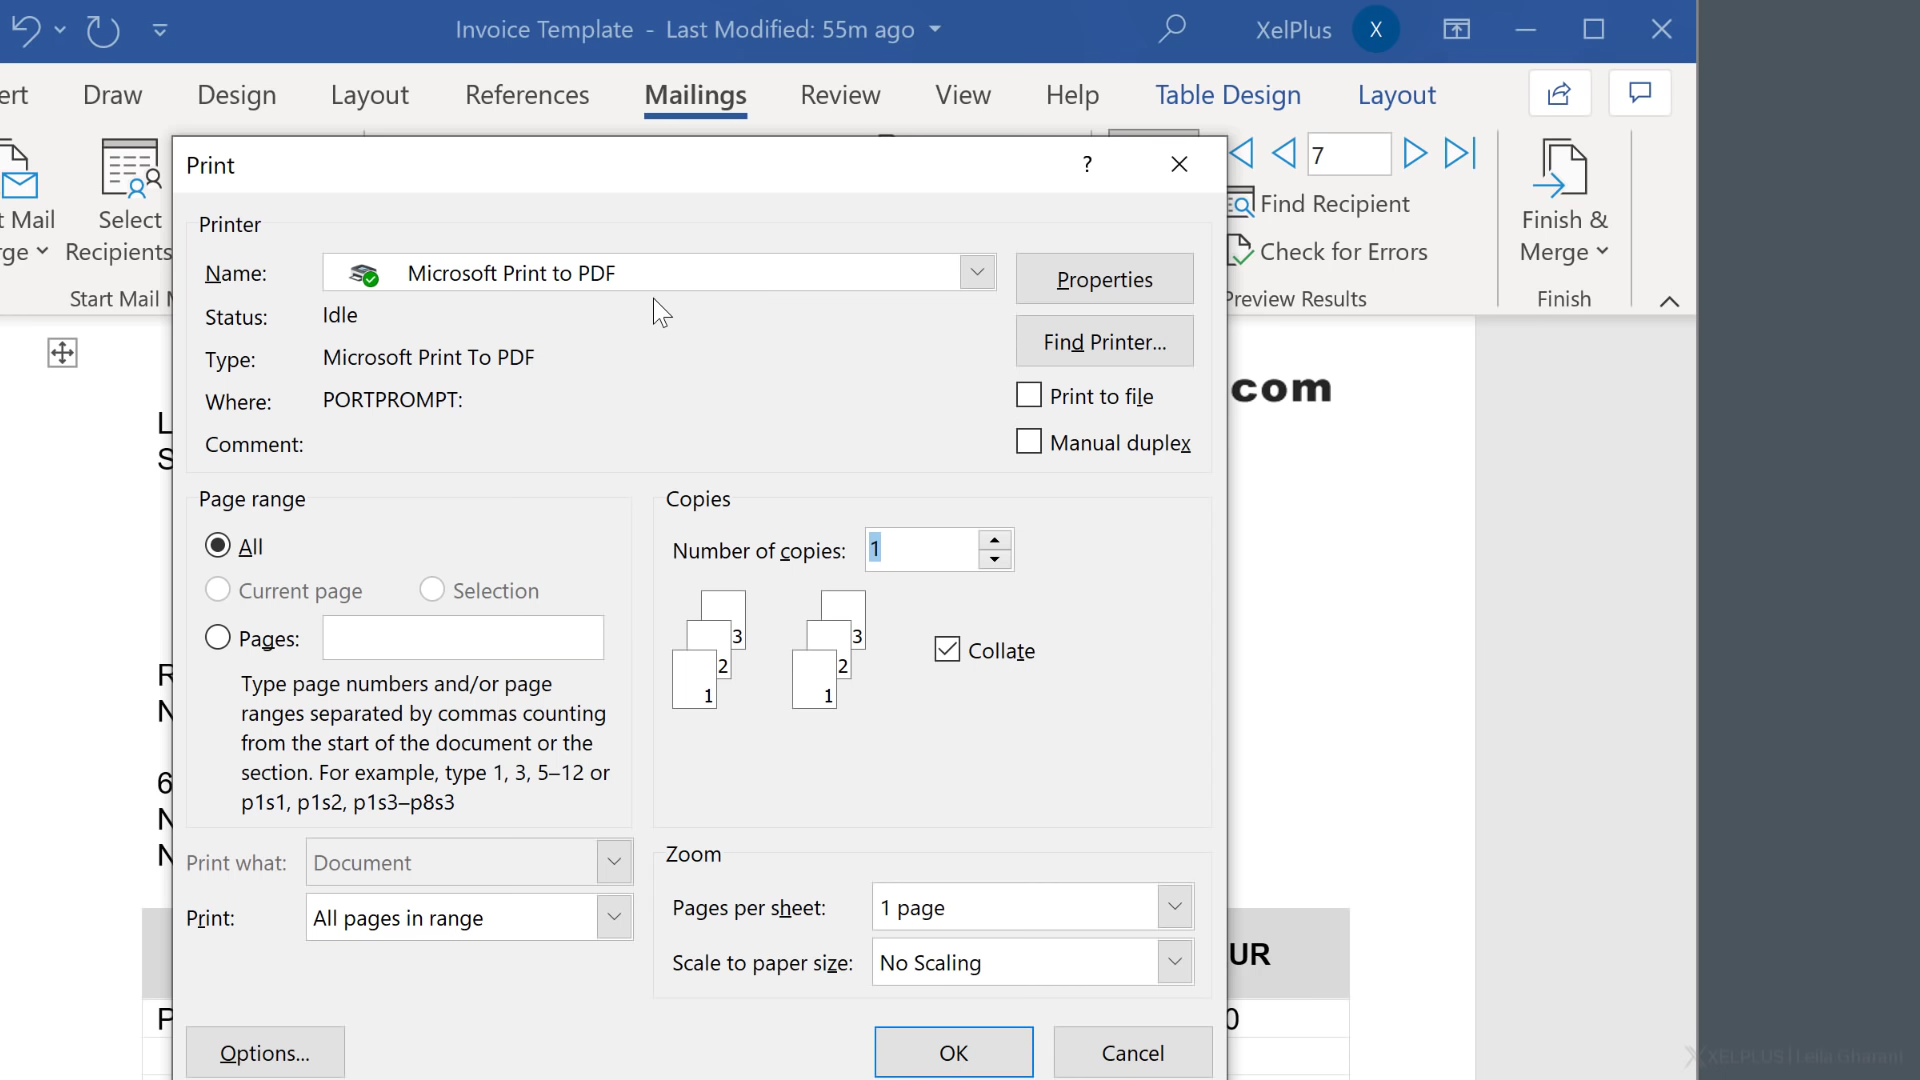 Invoice Template - Last Modified: 55m ago
XelPlus X
ert Draw Design Layout References Mailings Review View Help Table Design Layout
t Mail
rge
Select
Recipients
Start Mail
7
Find Recipient
Check for Errors
Preview Results
Finish &
Merge
Finish
Print ?
Printer
Name: Microsoft Print to PDF
Properties
Status: Idle
Find Printer...
Type: Microsoft Print To PDF
Where: PORTPROMPT:
Print to file
Comment:
Manual duplex
com
L
S
Page range
All
Current page Selection
Pages:
Type page numbers and/or page
ranges separated by commas counting
from the start of the document or the
section. For example, type 1, 3, 5–12 or
p1s1, p1s2, p1s3–p8s3
Copies
Number of copies: 1
3 3
2 2
1 1
Collate
R
N
6
N
N
Print what: Document
Print: All pages in range
Zoom
Pages per sheet: 1 page
Scale to paper size: No Scaling
UR
P
0
Options... OK Cancel
XELPLUS | Leila Gharani